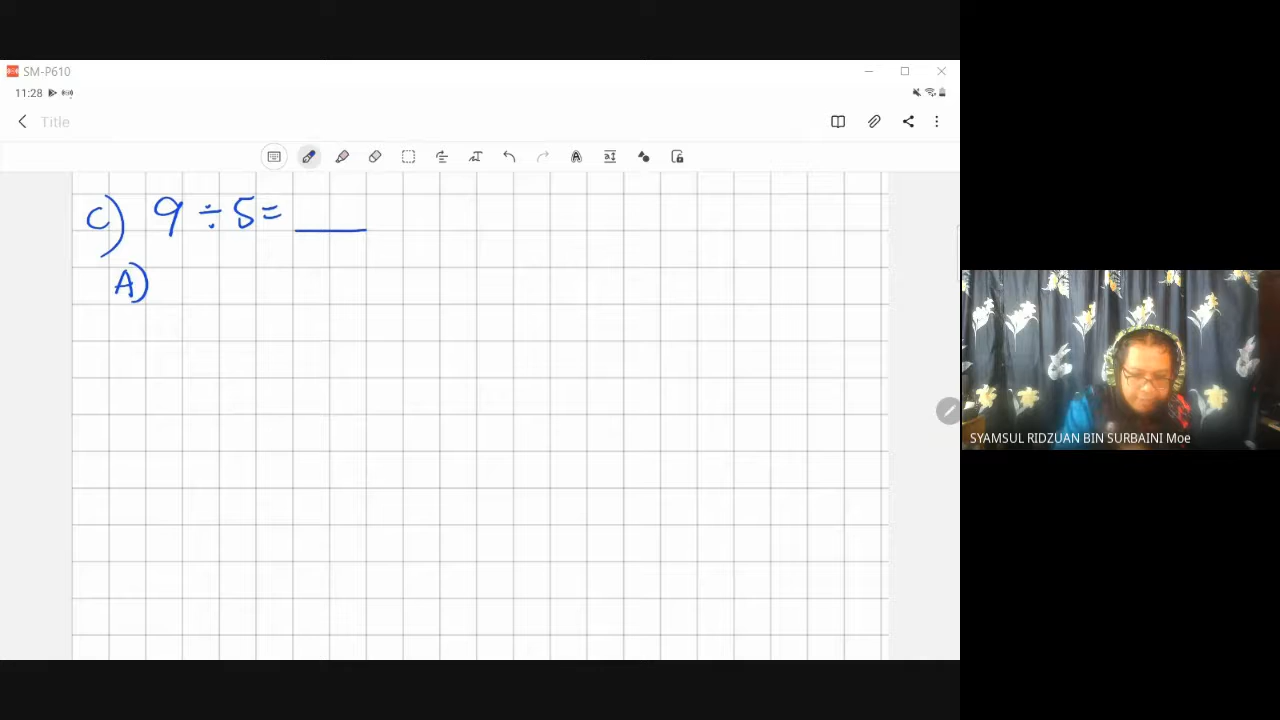 SM-P610
11:28
Title
C) 9 ÷ 5 = ____
A)
SYAMSUL RIDZUAN BIN SURBAINI Moe